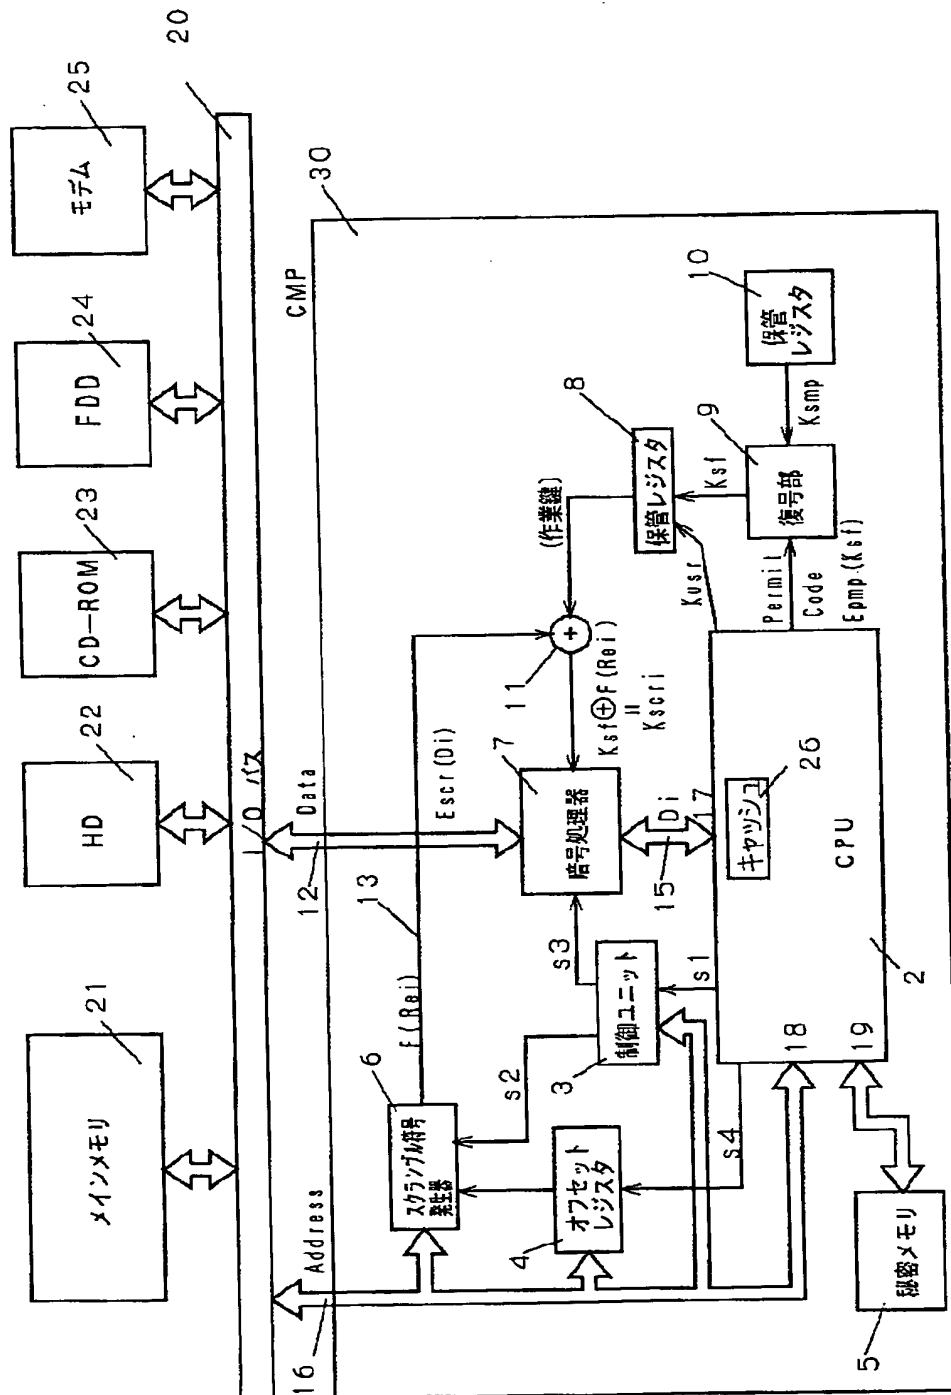 メインメモリ
21
HD
22
CD-ROM
23
FDD
24
モデム
25
20
I/O バス
16
Address
12
Data
CMP
30
F(Rei)
13
Escr(Di)
6
スクランブル符号
発生器
s2
s3
7
暗号処理器
11
+
(作業鍵)
8
保管レジスタ
10
保管
レジスタ
Ksf⊕F(Rei)
=
Kscri
Kusr
Ksf
Ksmp
9
復号部
Permit
Code
Epmp(Ksf)
4
オフセット
レジスタ
3
制御ユニット
s1
s4
15
Di
17
キャッシュ
26
CPU
2
18
19
5
秘密メモリ